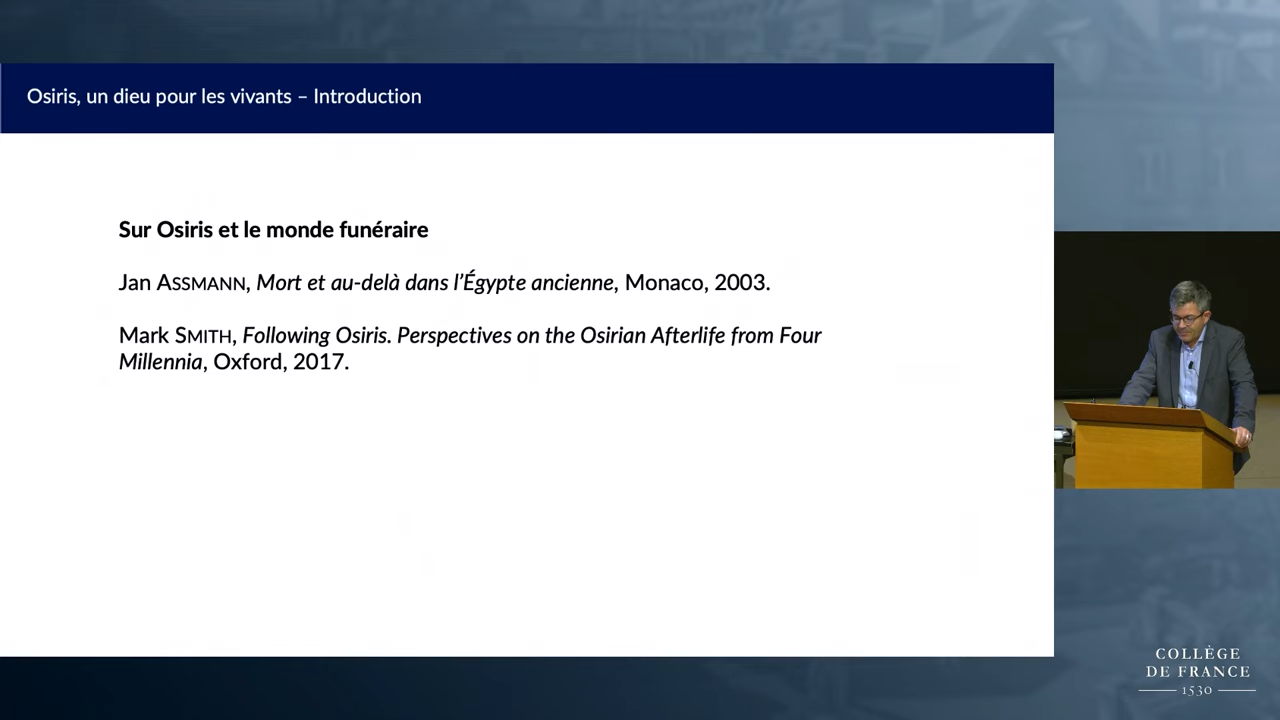 Osiris, un dieu pour les vivants – Introduction
Sur Osiris et le monde funéraire
Jan ASSMANN, Mort et au-delà dans l’Égypte ancienne, Monaco, 2003.
Mark SMITH, Following Osiris. Perspectives on the Osirian Afterlife from Four
Millennia, Oxford, 2017.
COLLÈGE
DE FRANCE
1530